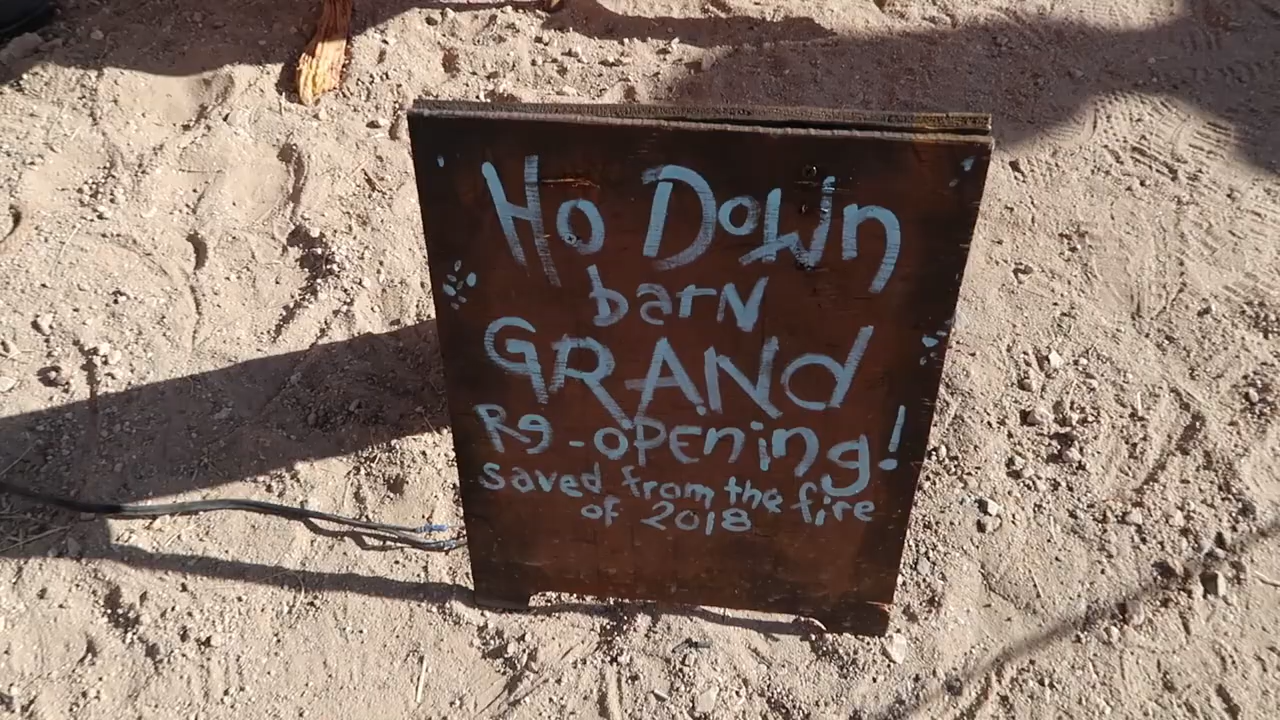 Ho DoWn
barN
GRANd
Re-opEning!
saved from the fire
of 2018